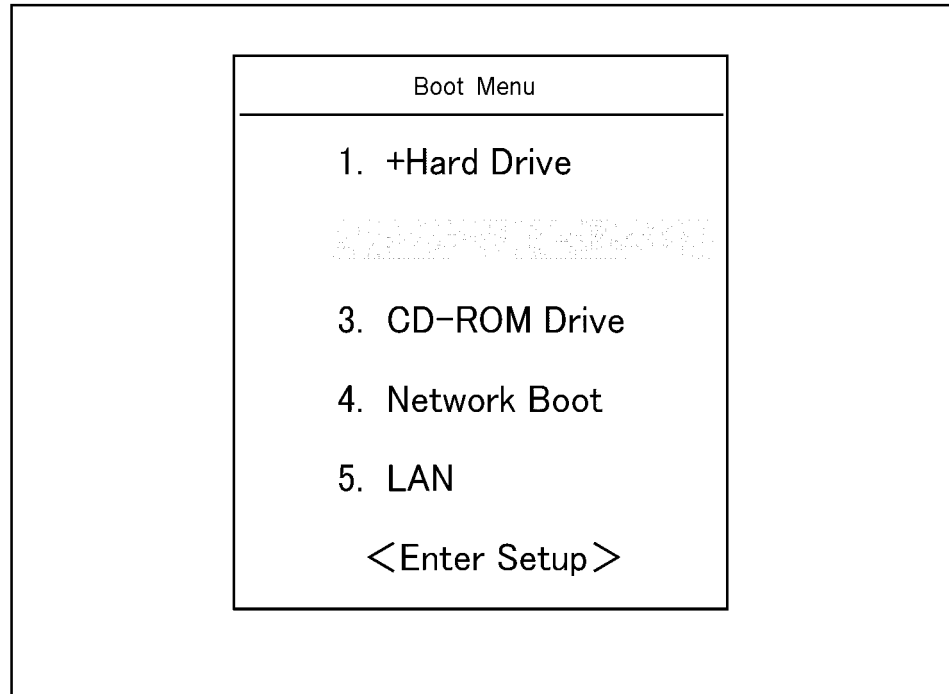 Boot Menu
1. +Hard Drive
3. CD-ROM Drive
4. Network Boot
5. LAN
<Enter Setup>